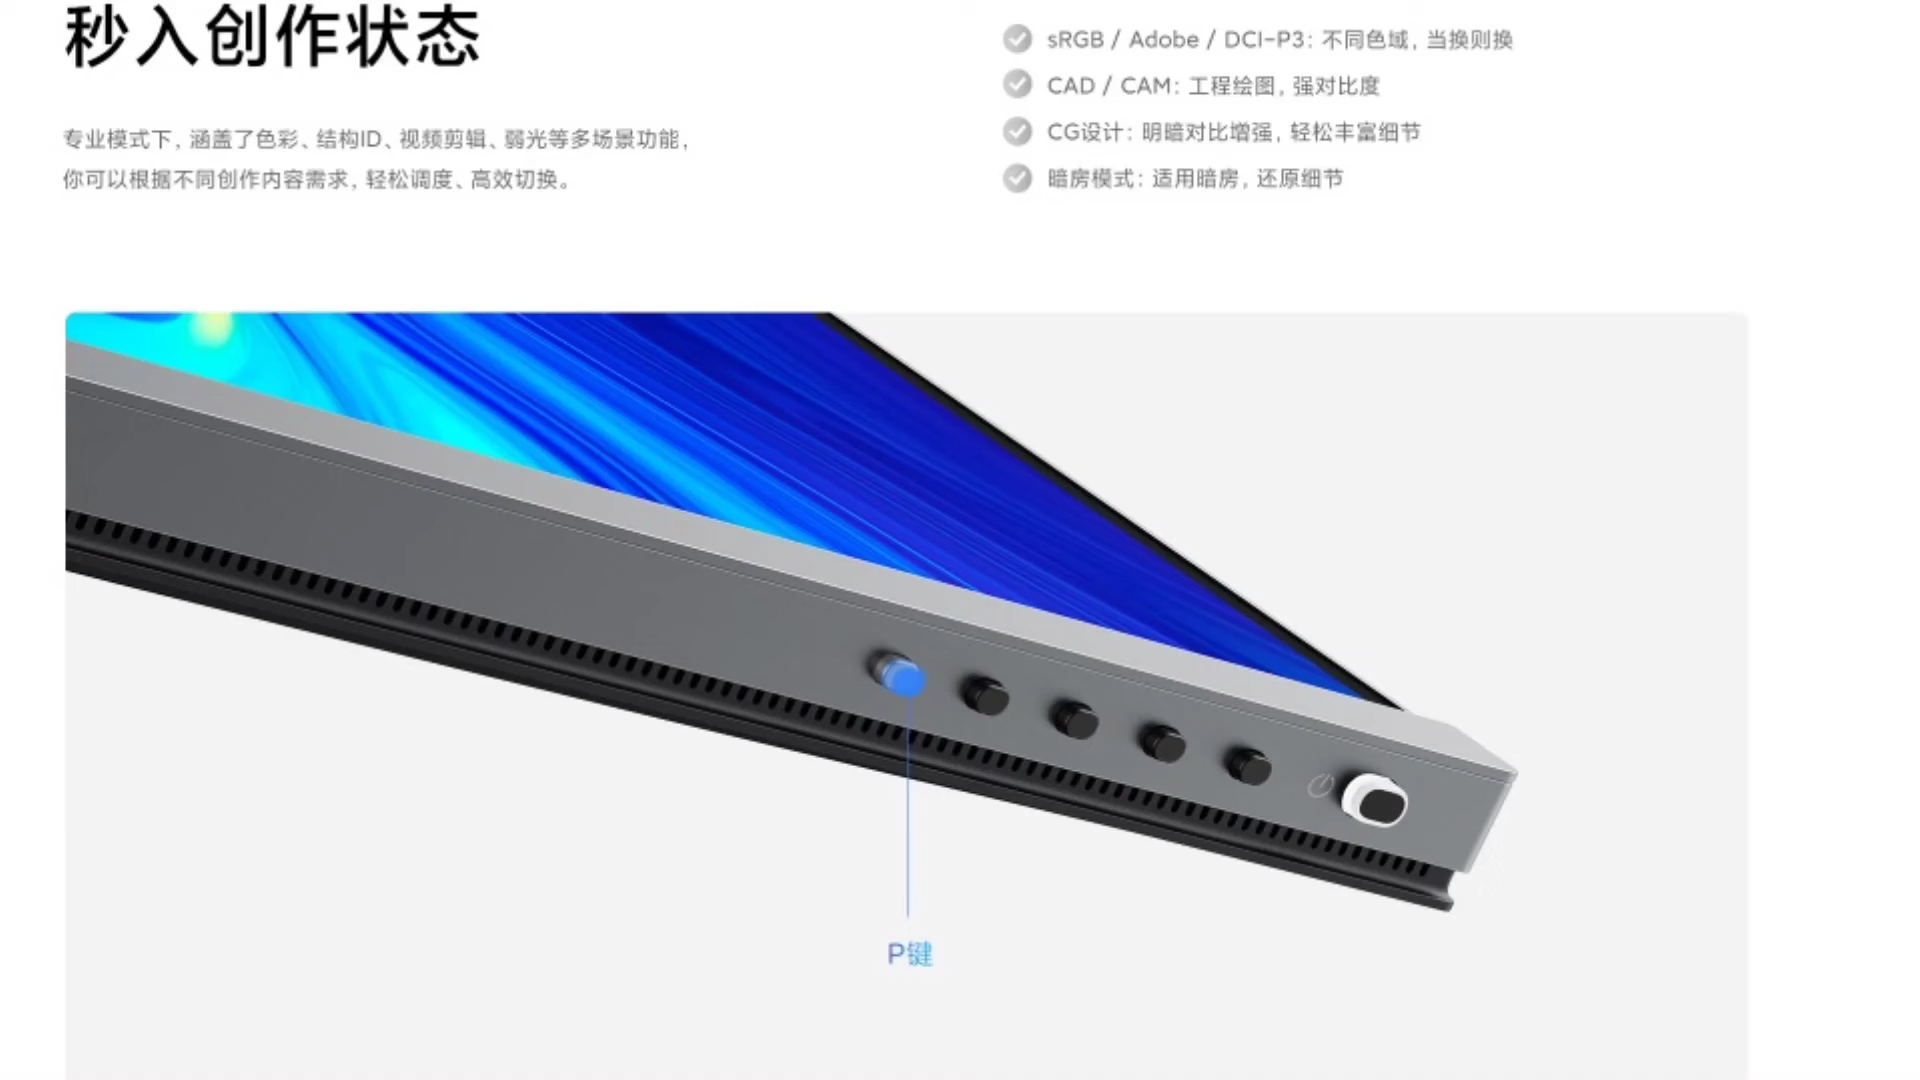 秒入创作状态
专业模式下，涵盖了色彩、结构ID、视频剪辑、弱光等多场景功能，
你可以根据不同创作内容需求，轻松调度、高效切换。
sRGB / Adobe / DCI-P3：不同色域，当换则换
CAD / CAM：工程绘图，强对比度
CG设计：明暗对比增强，轻松丰富细节
暗房模式：适用暗房，还原细节
P键